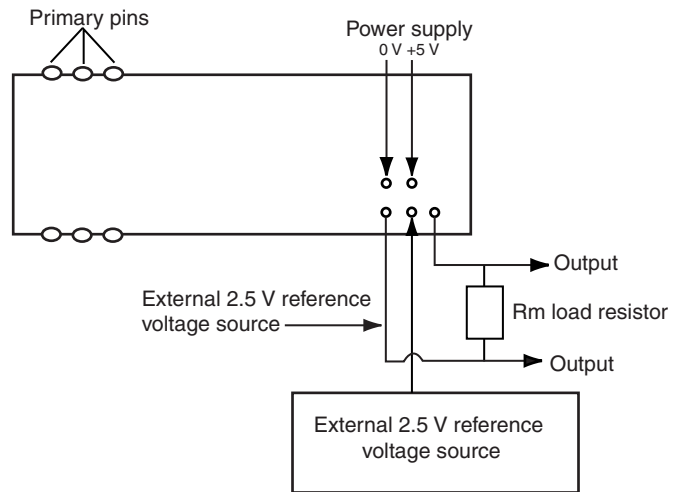 Primary pins
Power supply
0 V +5 V
Output
External 2.5 V reference
voltage source
Rm load resistor
Output
External 2.5 V reference
voltage source